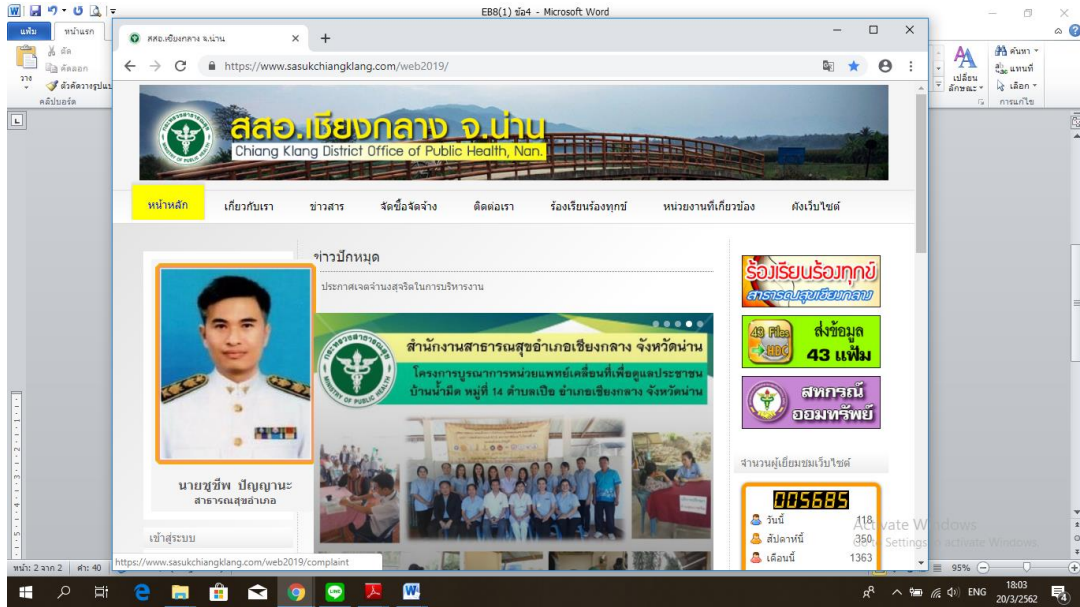 EB8(1) ข้อ4 - Microsoft Word
แฟ้ม
หน้าแรก
วาง
ตัด
คัดลอก
ตัวคัดวางรูปแบ
คลิปบอร์ด
เปลี่ยน
ลักษณะ
ค้นหา
แทนที่
เลือก
การแก้ไข
สสอ.เชียงกลาง จ.น่าน
https://www.sasukchiangklang.com/web2019/
สสอ.เชียงกลาง จ.น่าน
Chiang Klang District Office of Public Health, Nan.
หน้าหลัก
เกี่ยวกับเรา
ข่าวสาร
จัดซื้อจัดจ้าง
ติดต่อเรา
ร้องเรียนร้องทุกข์
หน่วยงานที่เกี่ยวข้อง
ผังเว็บไซต์
ข่าวปักหมุด
ประกาศเจตจำนงสุจริตในการบริหารงาน
สำนักงานสาธารณสุขอำเภอเชียงกลาง จังหวัดน่าน
โครงการบูรณาการหน่วยแพทย์เคลื่อนที่เพื่อดูแลประชาชน
บ้านน้ำมีด หมู่ที่ 14 ตำบลเปือ อำเภอเชียงกลาง จังหวัดน่าน
นายชูชีพ ปัญญานะ
สาธารณสุขอำเภอ
เข้าสู่ระบบ
ร้องเรียนร้องทุกข์
สาธารณสุขเชียงกลาง
43 Files
HDC
ส่งข้อมูล
43 แฟ้ม
สหกรณ์
ออมทรัพย์
จำนวนผู้เยี่ยมชมเว็บไซต์
005685
วันนี้ 118
สัปดาห์นี้ 350
เดือนนี้ 1363
Activate Windows
Go to Settings to activate Windows.
https://www.sasukchiangklang.com/web2019/complaint
หน้า: 2 จาก 2
คำ: 40
95%
ENG
18:03
20/3/2562